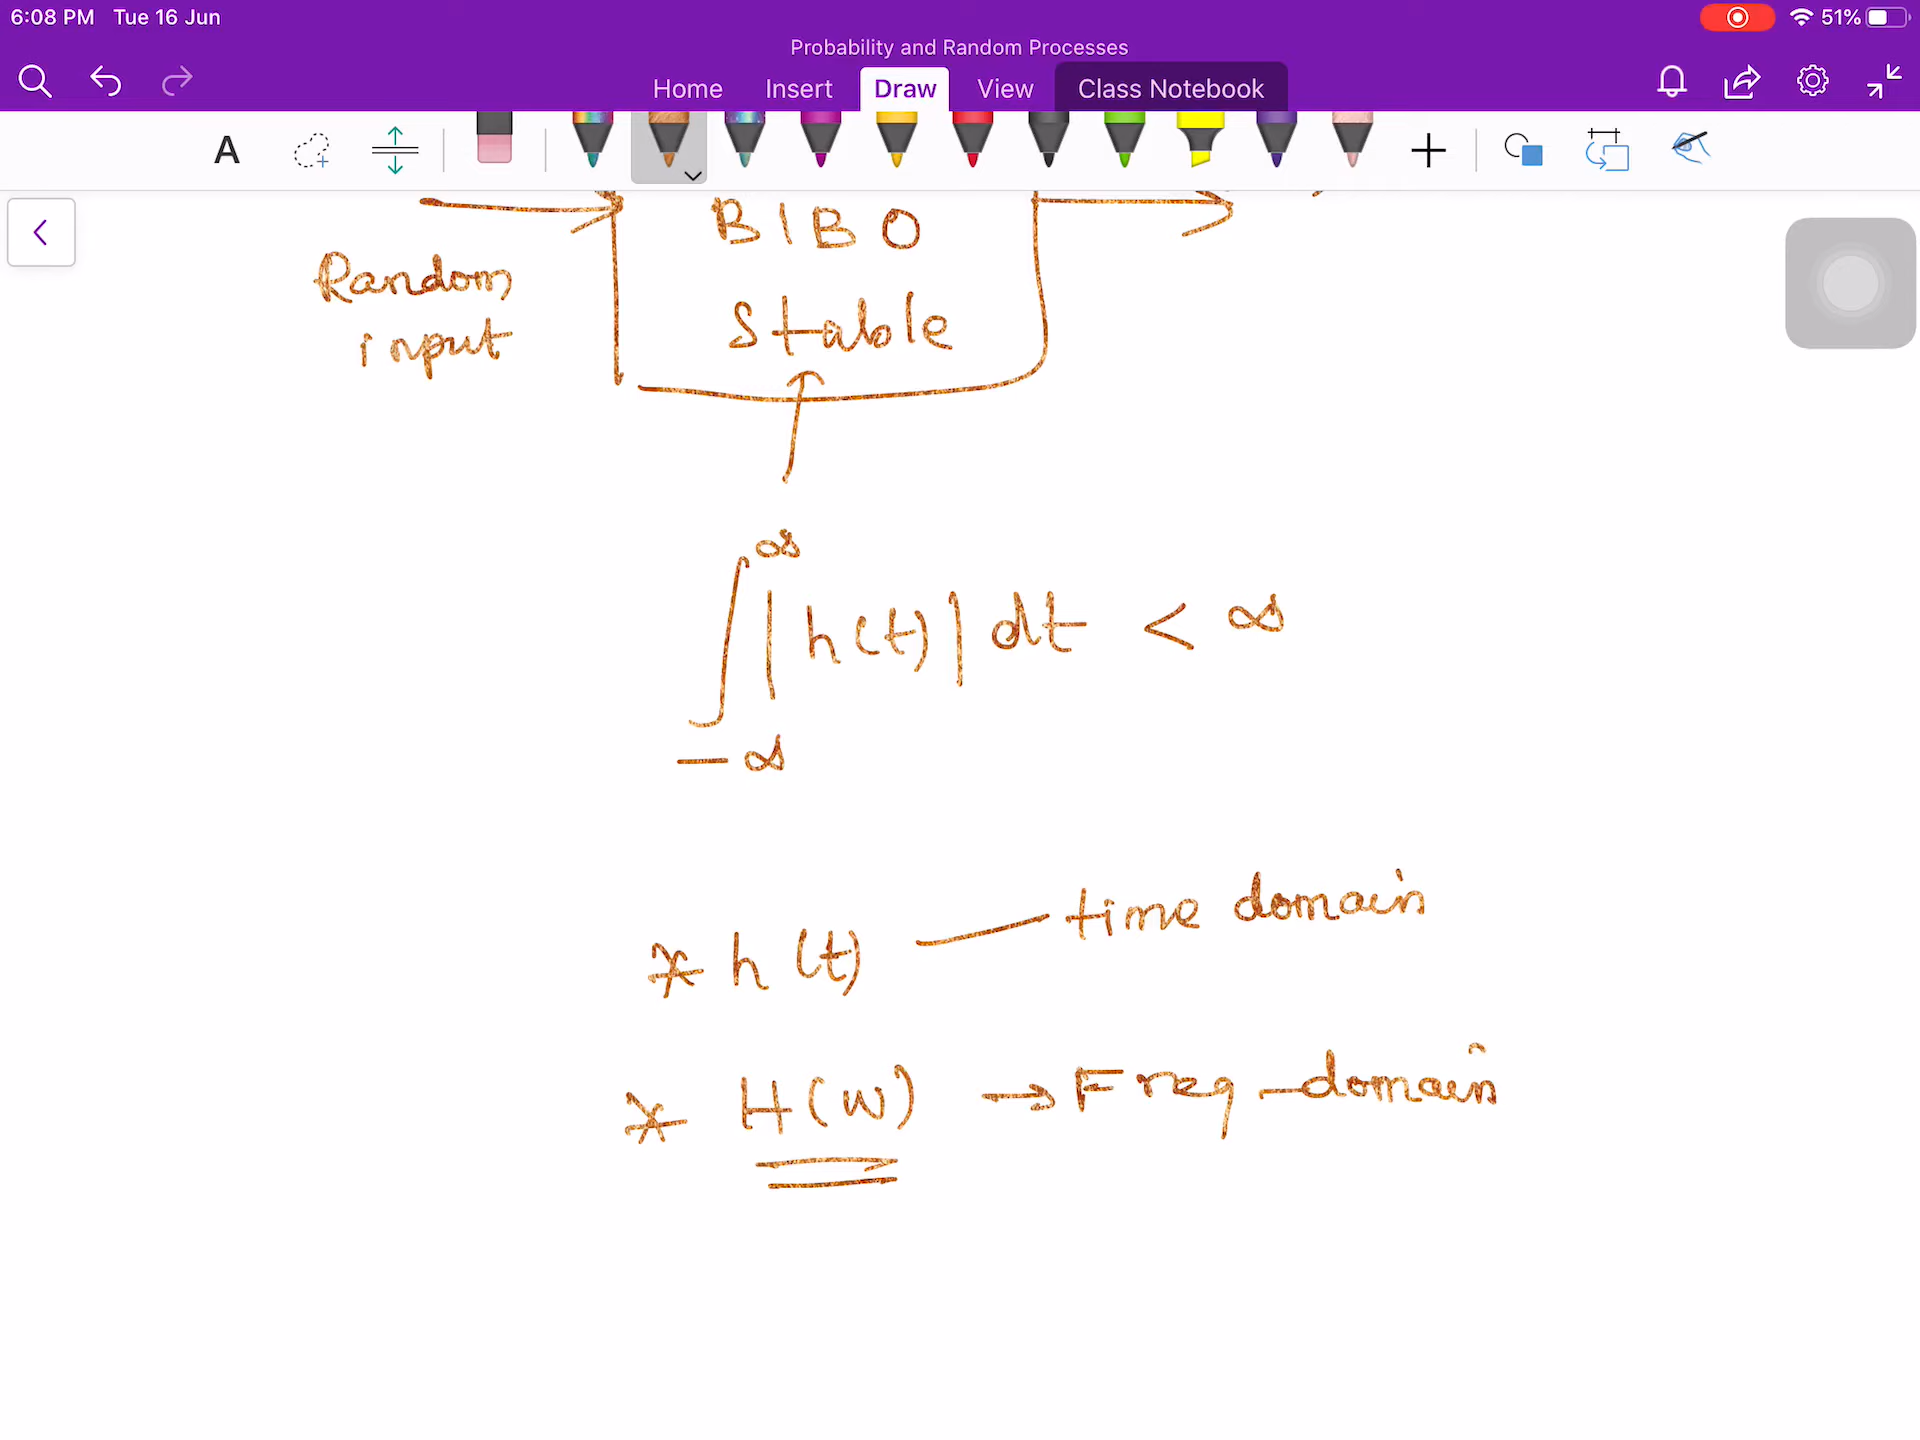 6:08 PM Tue 16 Jun
51%
Probability and Random Processes
Home Insert Draw View Class Notebook
A
BIBO
Random
input
Stable
∞
∫ |h(t)| dt < ∞
-∞
* h(t) — time domain
* H(w) → Freq-domain